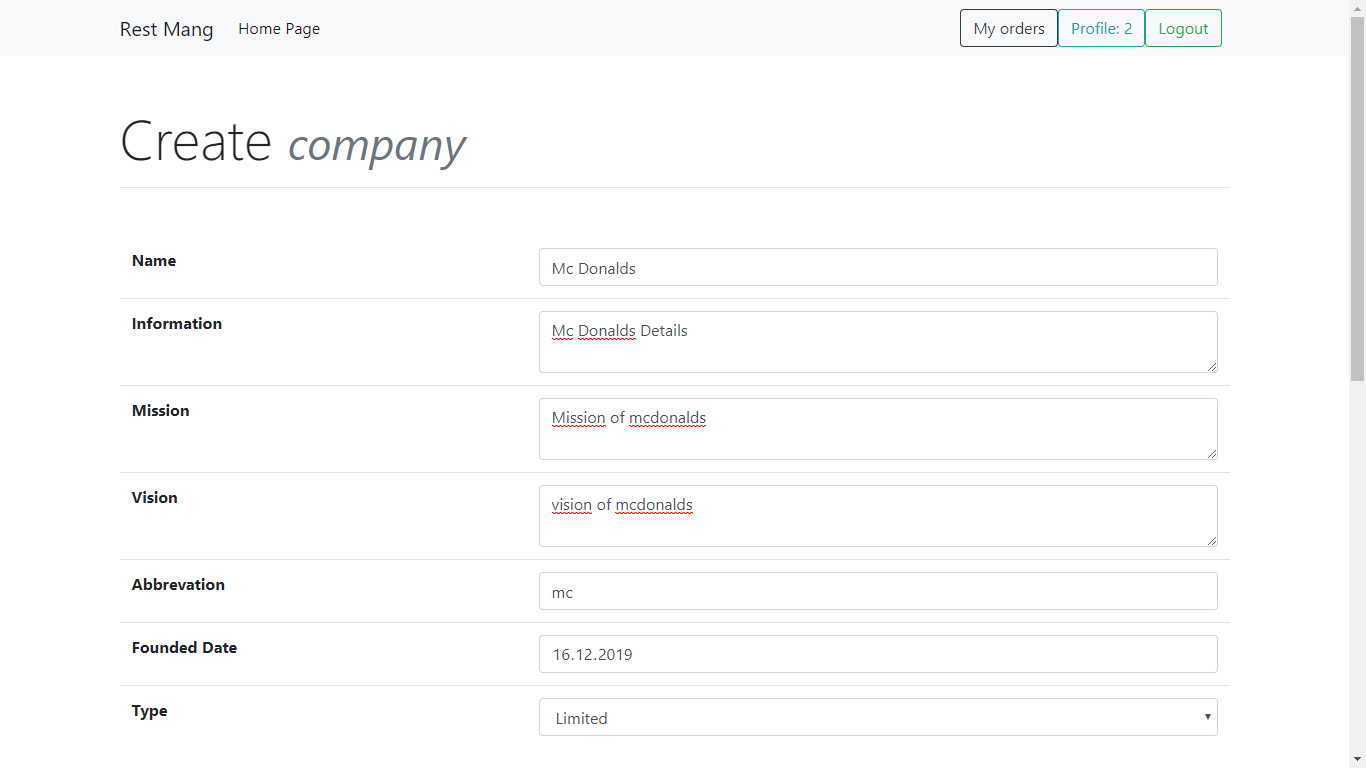 Rest Mang Home Page My orders Profile: 2 Logout
Create company
Name Mc Donalds
Information Mc Donalds Details
Mission Mission of mcdonalds
Vision vision of mcdonalds
Abbrevation mc
Founded Date 16.12.2019
Type Limited